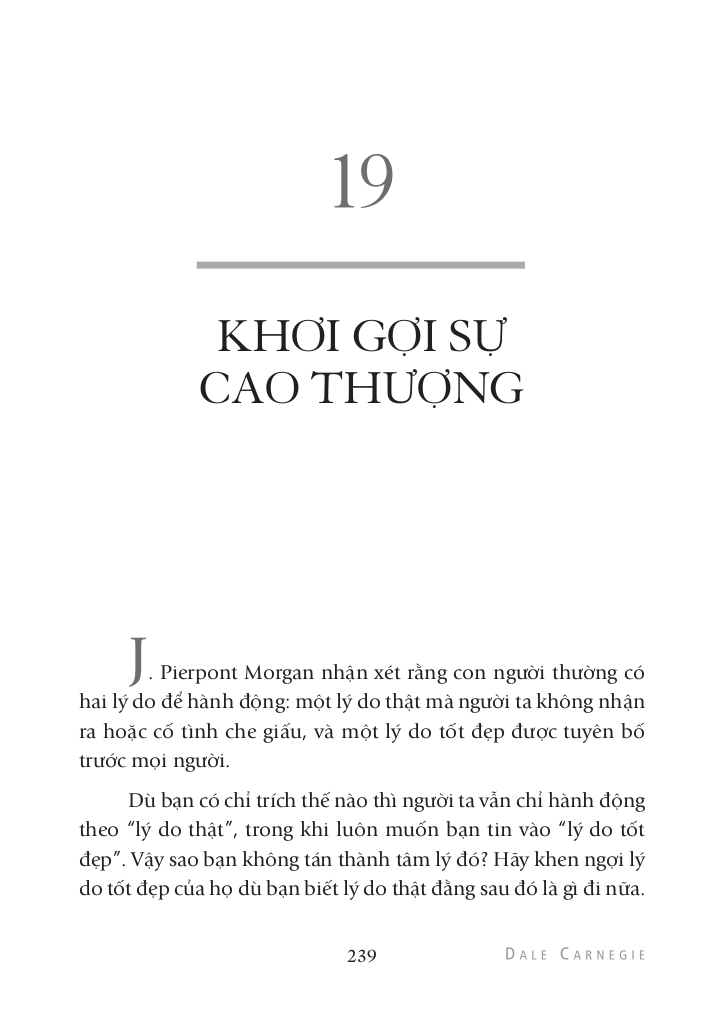 19
KHƠI GỢI SỰ
CAO THƯỢNG
J. Pierpont Morgan nhận xét rằng con người thường có
hai lý do để hành động: một lý do thật mà người ta không nhận
ra hoặc cố tình che giấu, và một lý do tốt đẹp được tuyên bố
trước mọi người.
Dù bạn có chỉ trích thế nào thì người ta vẫn chỉ hành động
theo “lý do thật”, trong khi luôn muốn bạn tin vào “lý do tốt
đẹp”. Vậy sao bạn không tán thành tâm lý đó? Hãy khen ngợi lý
do tốt đẹp của họ dù bạn biết lý do thật đằng sau đó là gì đi nữa.
239 DALE CARNEGIE